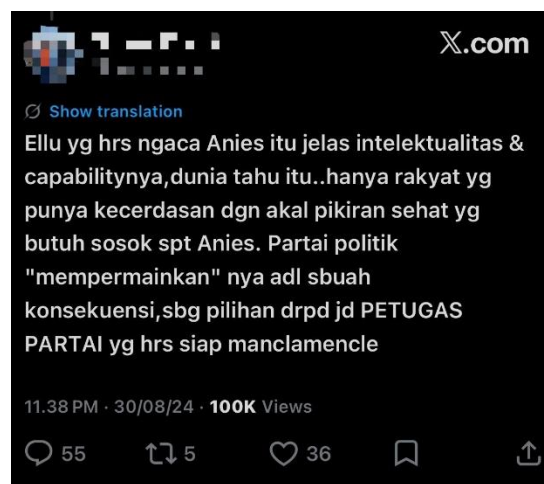 X.com
Show translation
Ellu yg hrs ngaca Anies itu jelas intelektualitas &
capabilitynya,dunia tahu itu..hanya rakyat yg
punya kecerdasan dgn akal pikiran sehat yg
butuh sosok spt Anies. Partai politik
"mempermainkan" nya adl sbuah
konsekuensi,sbg pilihan drpd jd PETUGAS
PARTAI yg hrs siap manclamencle
11.38 PM · 30/08/24 · 100K Views
55 5 36